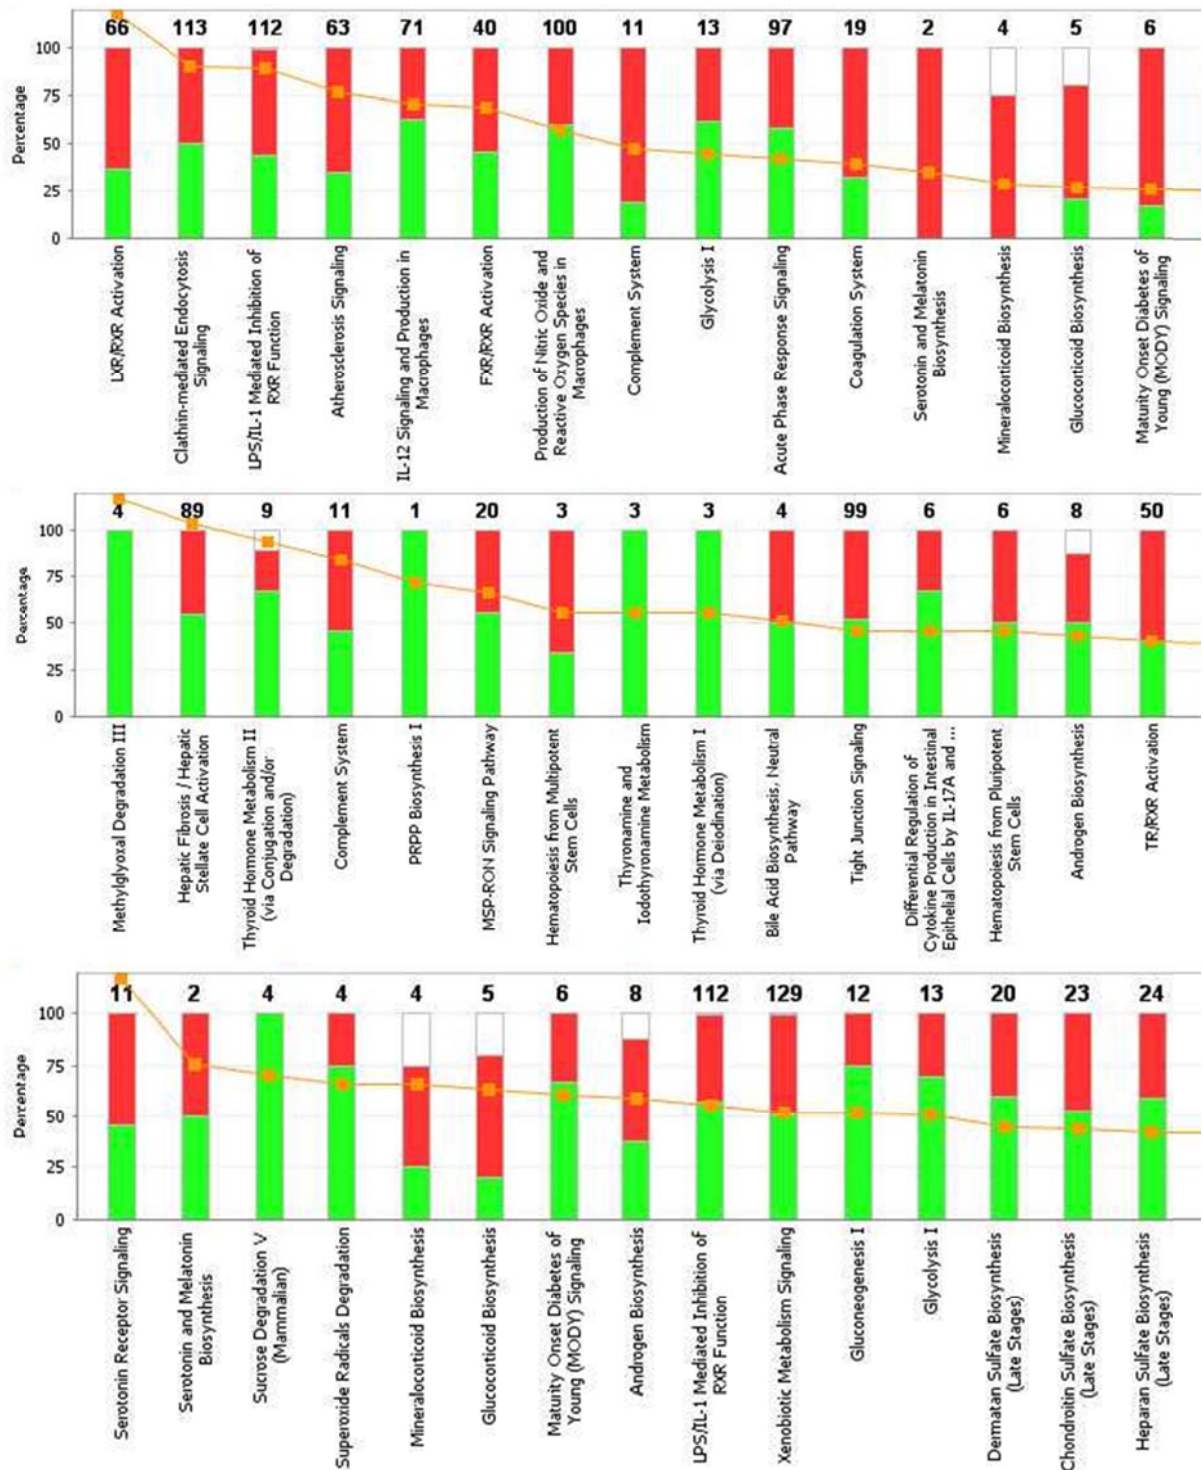 66 113 112 63 71 40 100 11 13 97 19 2 4 5 6
100
75
50
25
0
Percentage
LXR/RXR Activation
Clathrin-mediated Endocytosis
Signaling
LPS/IL-1 Mediated Inhibition of
RXR Function
Atherosclerosis Signaling
IL-12 Signaling and Production in
Macrophages
FXR/RXR Activation
Production of Nitric Oxide and
Reactive Oxygen Species in
Macrophages
Complement System
Glycolysis I
Acute Phase Response Signaling
Coagulation System
Serotonin and Melatonin
Biosynthesis
Mineralocorticoid Biosynthesis
Glucocorticoid Biosynthesis
Maturity Onset Diabetes of
Young (MODY) Signaling
4 89 9 11 1 20 3 3 3 4 99 6 6 8 50
100
75
50
25
0
Percentage
Methylglyoxal Degradation III
Hepatic Fibrosis / Hepatic
Stellate Cell Activation
Thyroid Hormone Metabolism II
(via Conjugation and/or
Degradation)
Complement System
PRPP Biosynthesis I
MSP-RON Signaling Pathway
Hematopoiesis from Multipotent
Stem Cells
Thyronamine and
Iodothyronamine Metabolism
Thyroid Hormone Metabolism I
(via Deiodination)
Bile Acid Biosynthesis, Neutral
Pathway
Tight Junction Signaling
Differential Regulation of
Cytokine Production in Intestinal
Epithelial Cells by IL-17A and ...
Hematopoiesis from Pluripotent
Stem Cells
Androgen Biosynthesis
TR/RXR Activation
11 2 4 4 4 5 6 8 112 129 12 13 20 23 24
100
75
50
25
0
Percentage
Serotonin Receptor Signaling
Serotonin and Melatonin
Biosynthesis
Sucrose Degradation V
(Mammalian)
Superoxide Radicals Degradation
Mineralocorticoid Biosynthesis
Glucocorticoid Biosynthesis
Maturity Onset Diabetes of
Young (MODY) Signaling
Androgen Biosynthesis
LPS/IL-1 Mediated Inhibition of
RXR Function
Xenobiotic Metabolism Signaling
Gluconeogenesis I
Glycolysis I
Dermatan Sulfate Biosynthesis
(Late Stages)
Chondroitin Sulfate Biosynthesis
(Late Stages)
Heparan Sulfate Biosynthesis
(Late Stages)